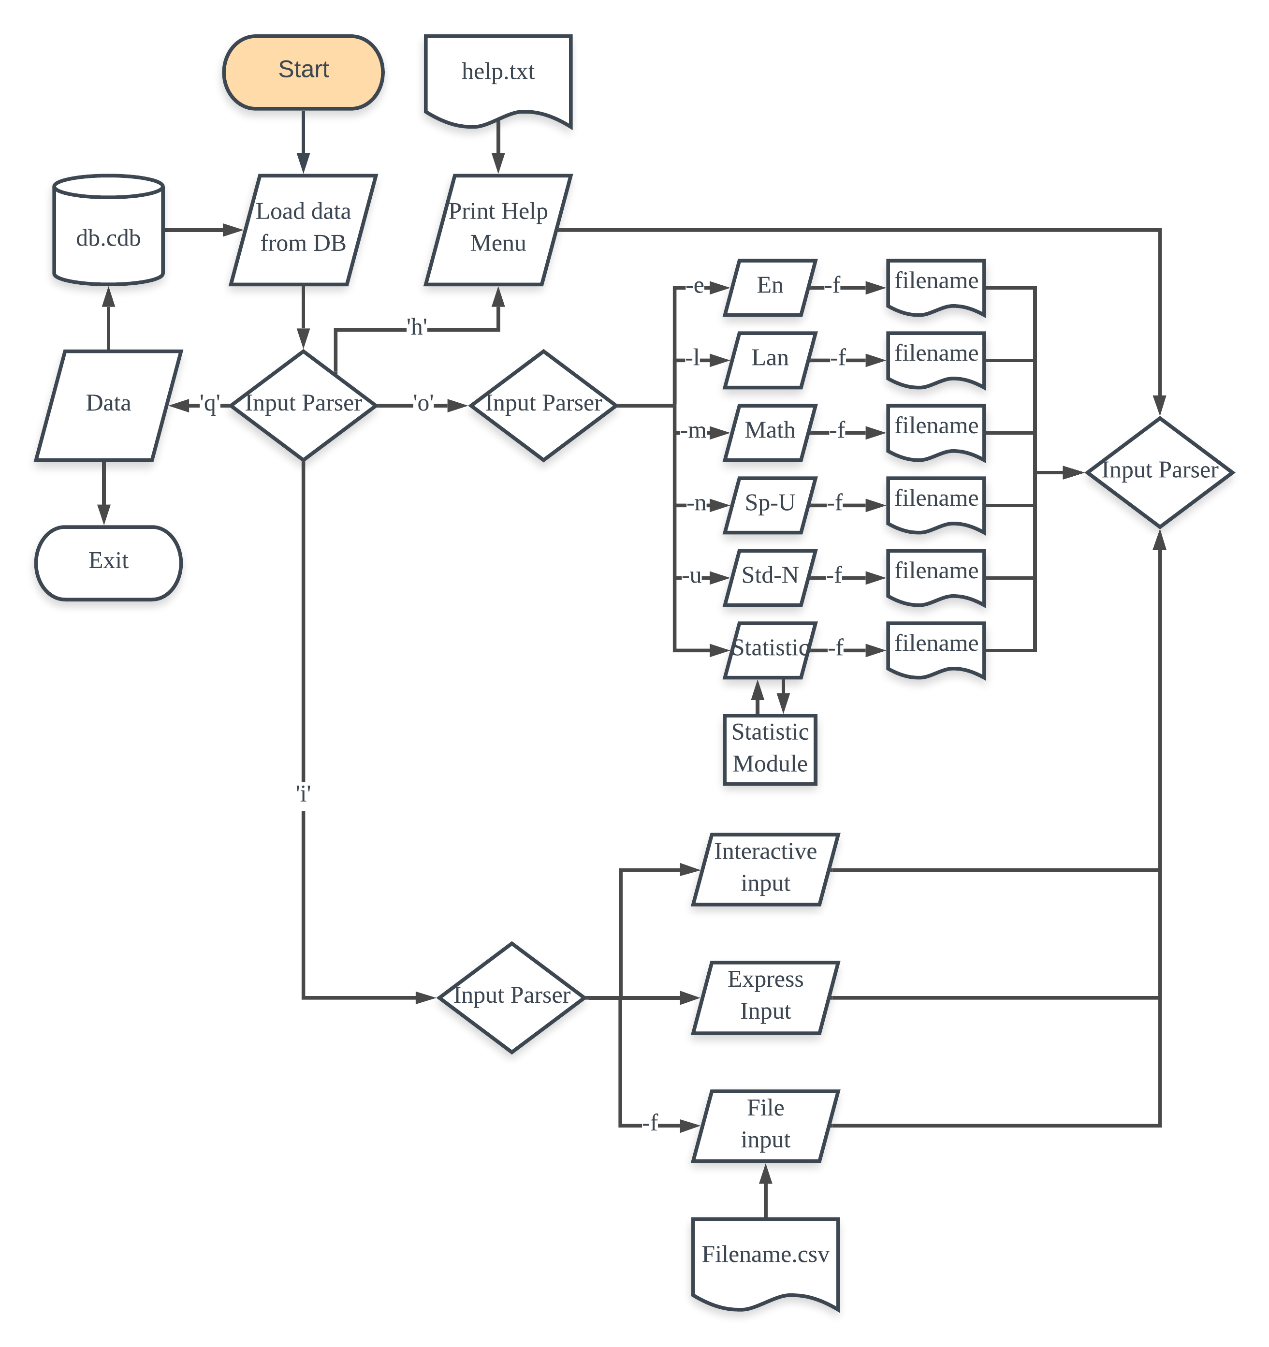 Start
help.txt
db.cdb
Load data
from DB
Print Help
Menu
'h'
Data
'q'
Input Parser
'o'
Input Parser
Exit
-e
En
-f
filename
-l
Lan
-f
filename
-m
Math
-f
filename
-n
Sp-U
-f
filename
-u
Std-N
-f
filename
Statistic
-f
filename
Statistic
Module
Input Parser
'i'
Input Parser
Interactive
input
Express
Input
-f
File
input
Filename.csv